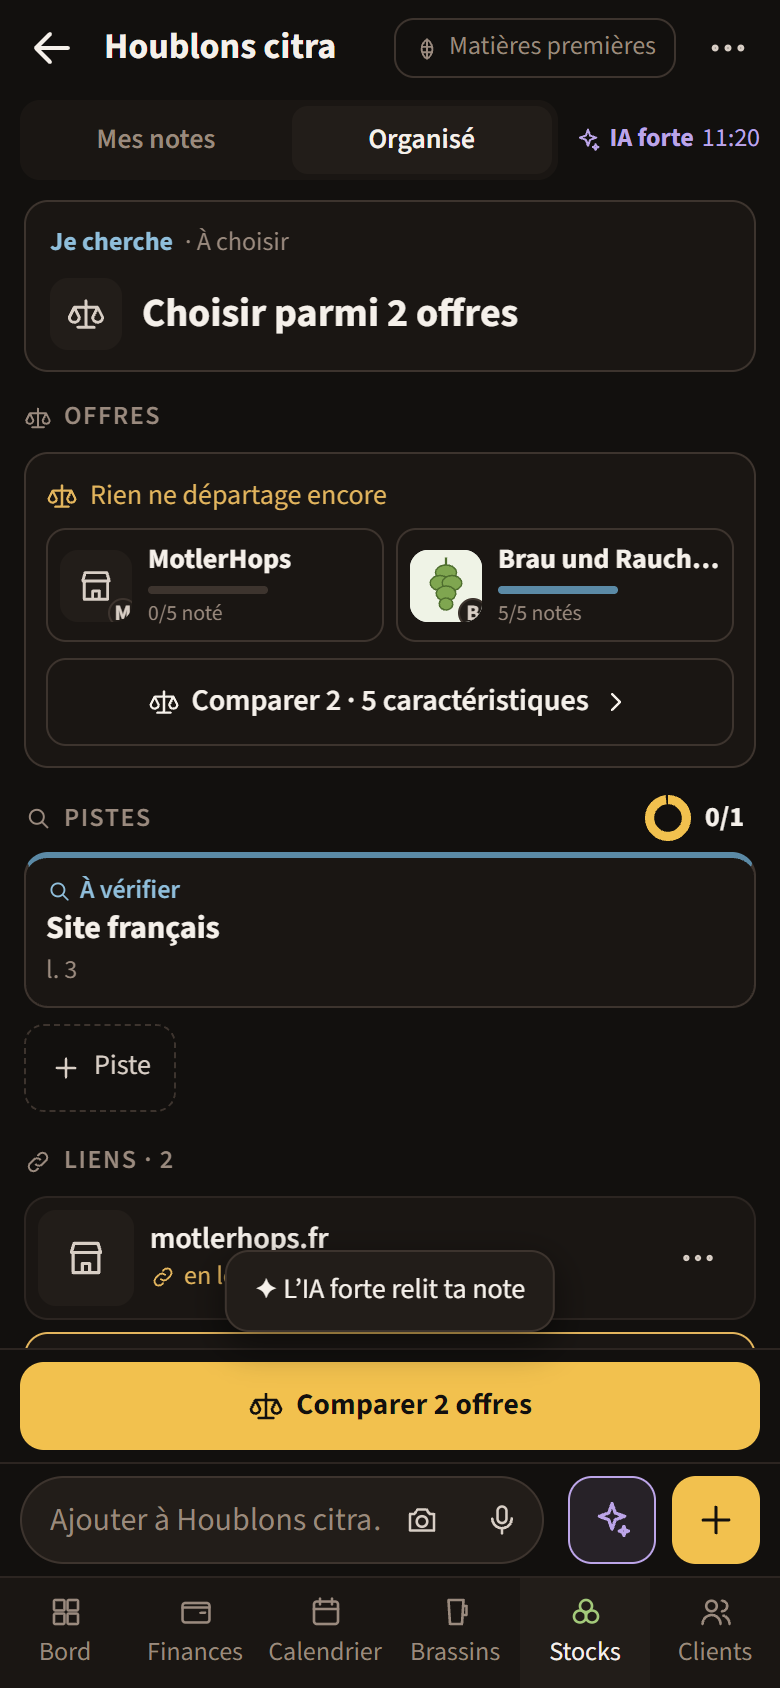 Houblons citra
Matières premières
Mes notes
Organisé
IA forte 11:20
Je cherche · À choisir
Choisir parmi 2 offres
OFFRES
Rien ne départage encore
MotlerHops
M
0/5 noté
Brau und Rauch…
B
5/5 notés
Comparer 2 · 5 caractéristiques
PISTES
0/1
À vérifier
Site français
l. 3
Piste
LIENS · 2
motlerhops.fr
L’IA forte relit ta note
Comparer 2 offres
Ajouter à Houblons citra.
Bord
Finances
Calendrier
Brassins
Stocks
Clients